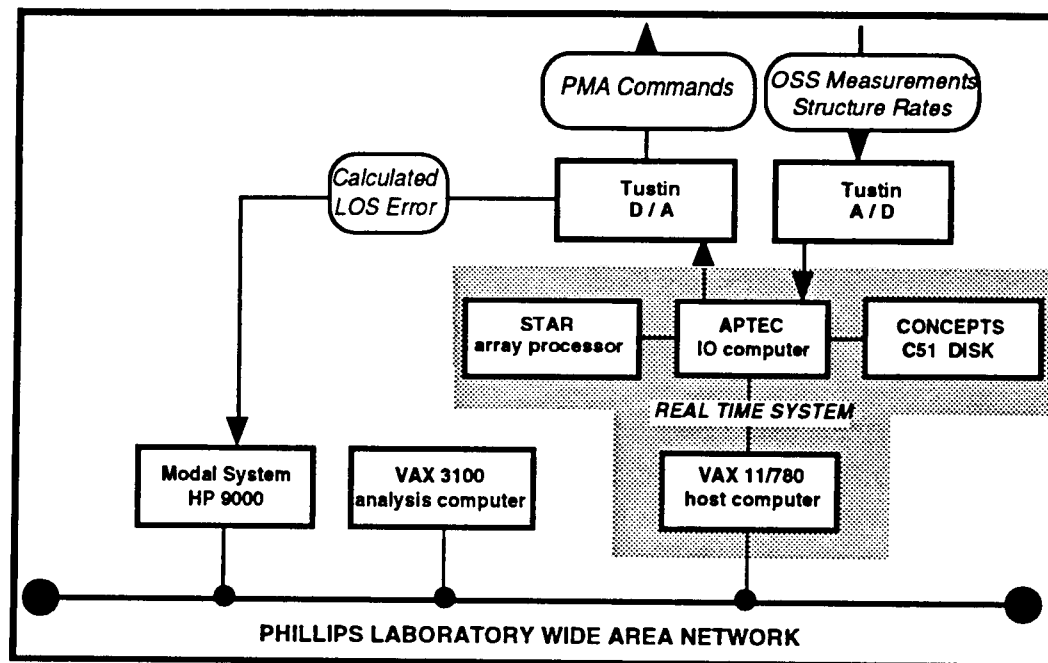 PMA Commands
OSS Measurements
Structure Rates
Calculated
LOS Error
Tustin
D / A
Tustin
A / D
STAR
array processor
APTEC
IO computer
CONCEPTS
C51 DISK
REAL TIME SYSTEM
Modal System
HP 9000
VAX 3100
analysis computer
VAX 11/780
host computer
PHILLIPS LABORATORY WIDE AREA NETWORK